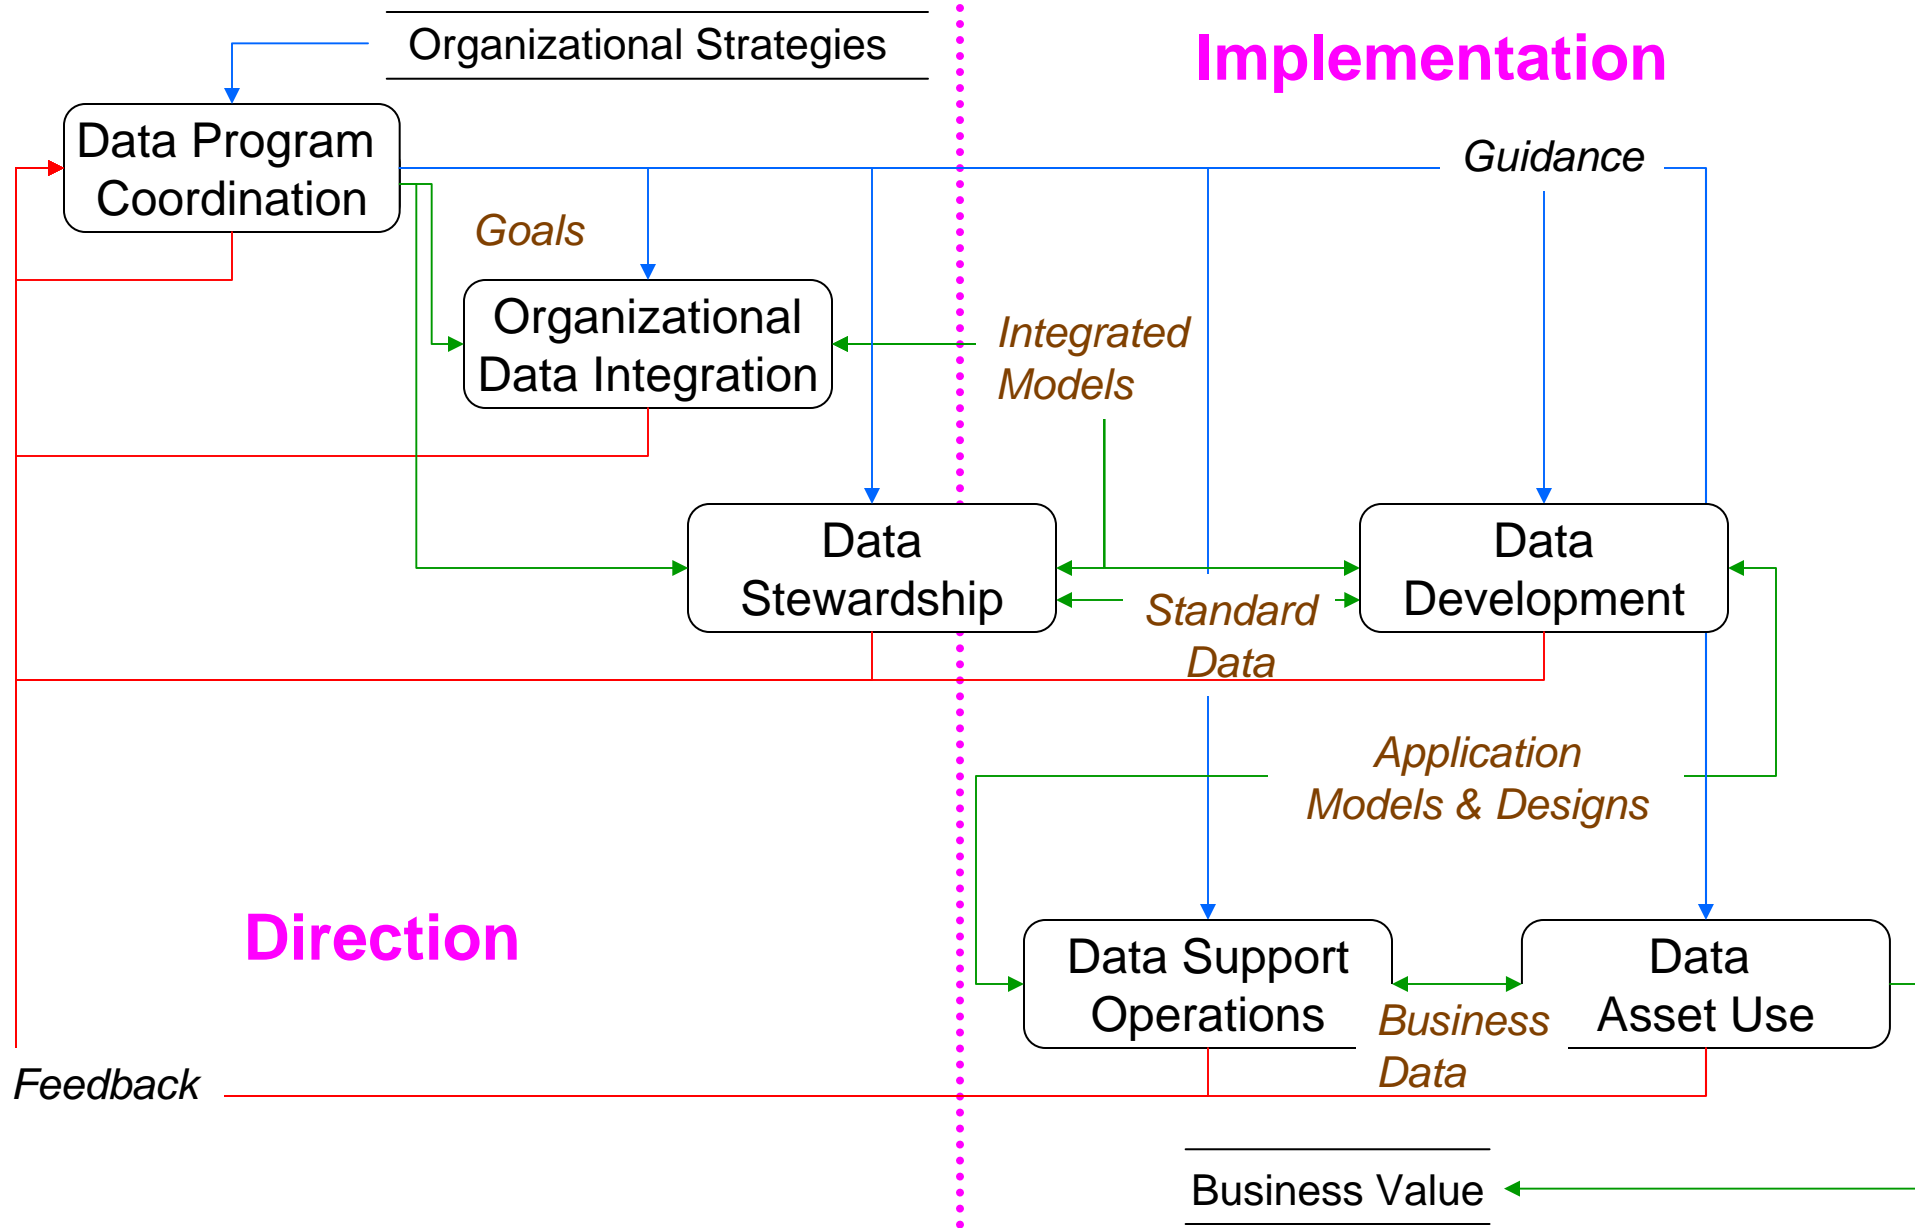 Organizational Strategies
Implementation
Data Program
Coordination
Guidance
Goals
Organizational
Data Integration
Integrated
Models
Data
Stewardship
Data
Development
Standard
Data
Application
Models & Designs
Direction
Data Support
Operations
Data
Asset Use
Business
Data
Feedback
Business Value